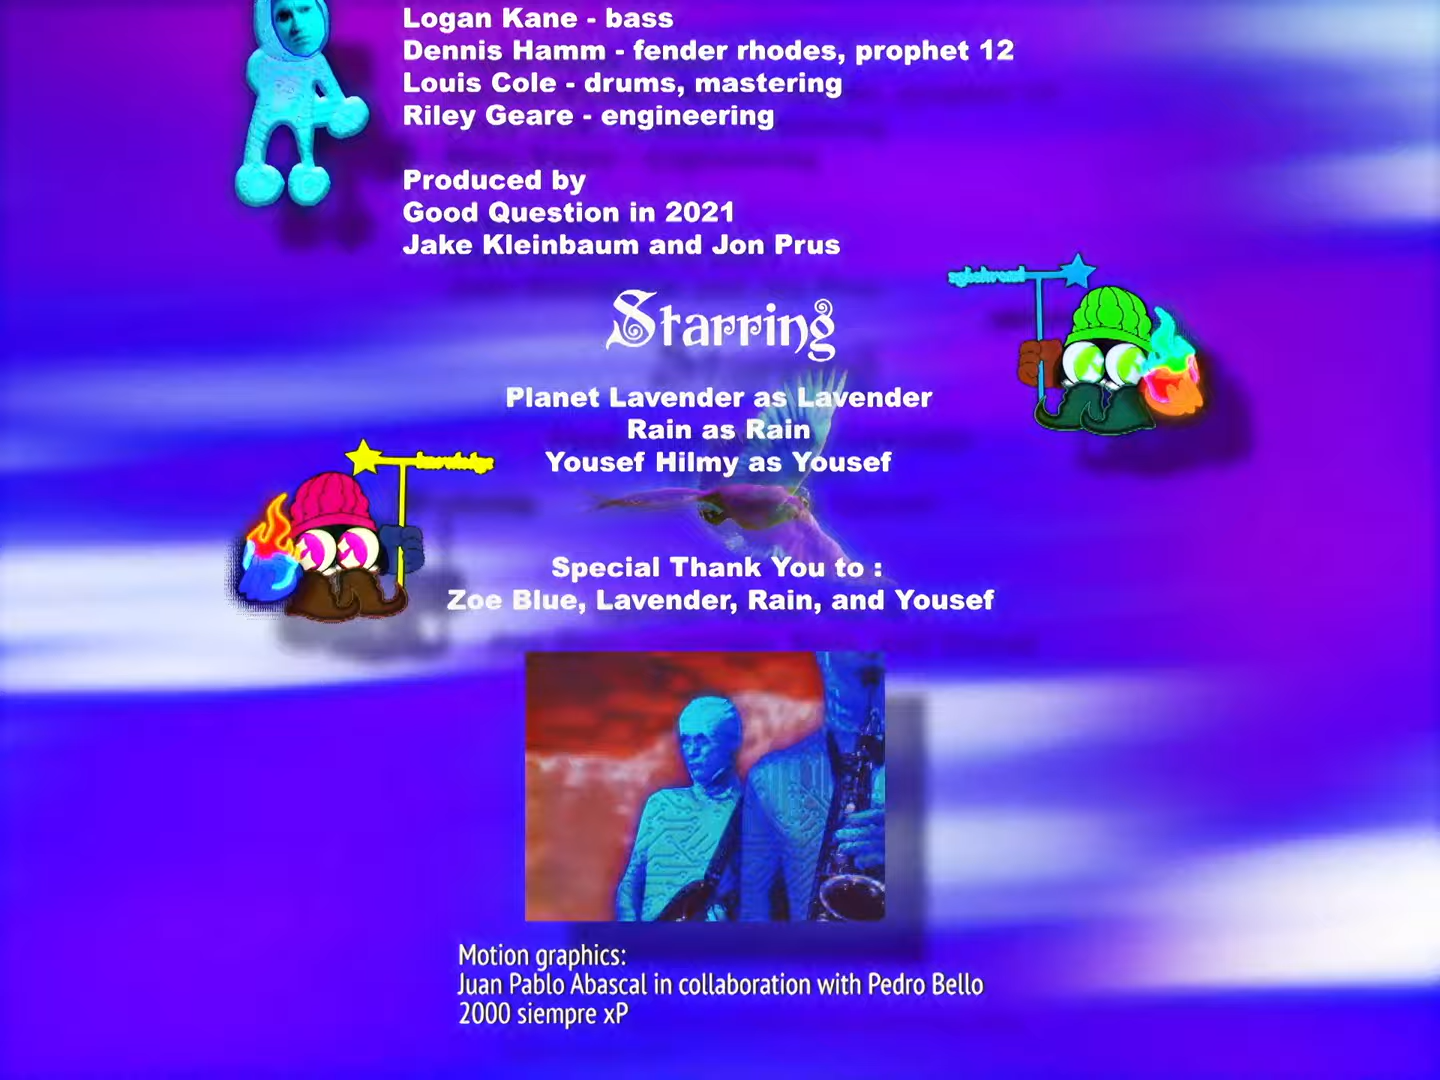 Logan Kane - bass
Dennis Hamm - fender rhodes, prophet 12
Louis Cole - drums, mastering
Riley Geare - engineering
Produced by
Good Question in 2021
Jake Kleinbaum and Jon Prus
Starring
Planet Lavender as Lavender
Rain as Rain
Yousef Hilmy as Yousef
knowledge
Special Thank You to :
Zoe Blue, Lavender, Rain, and Yousef
Motion graphics:
Juan Pablo Abascal in collaboration with Pedro Bello
2000 siempre xP